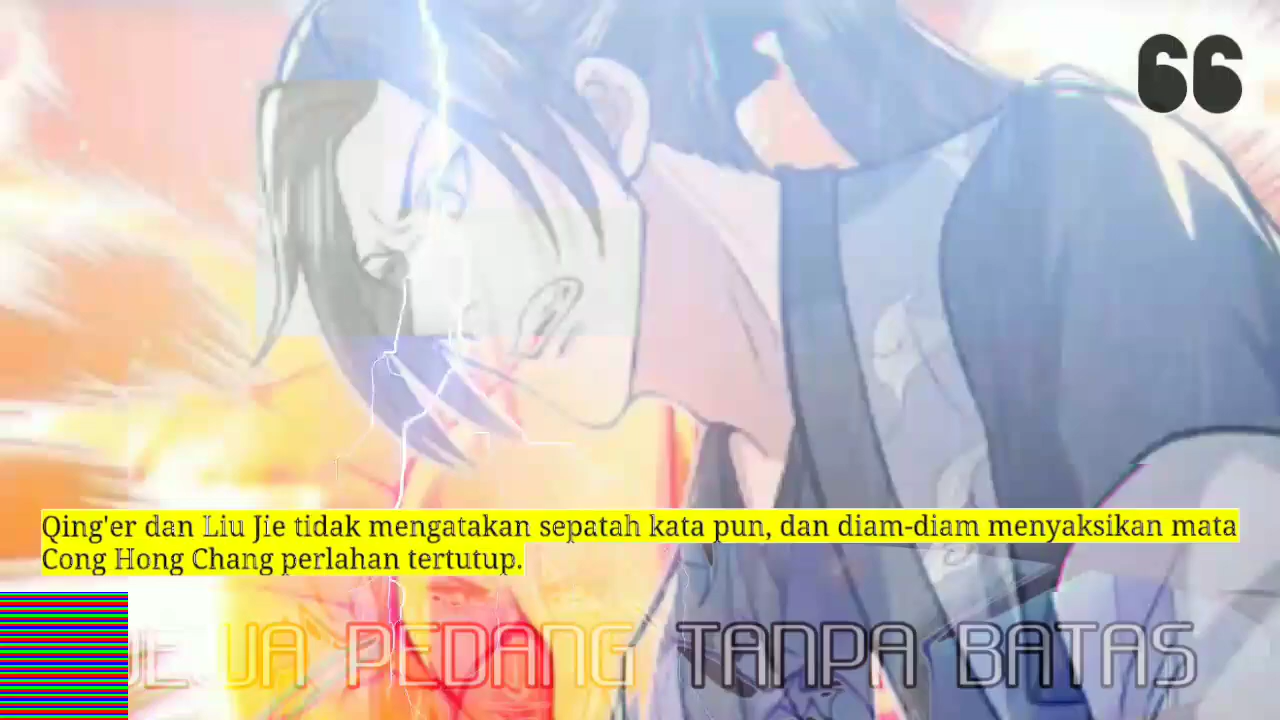 66
Qing'er dan Liu Jie tidak mengatakan sepatah kata pun, dan diam-diam menyaksikan mata
Cong Hong Chang perlahan tertutup.
PEDANG TANPA BATAS